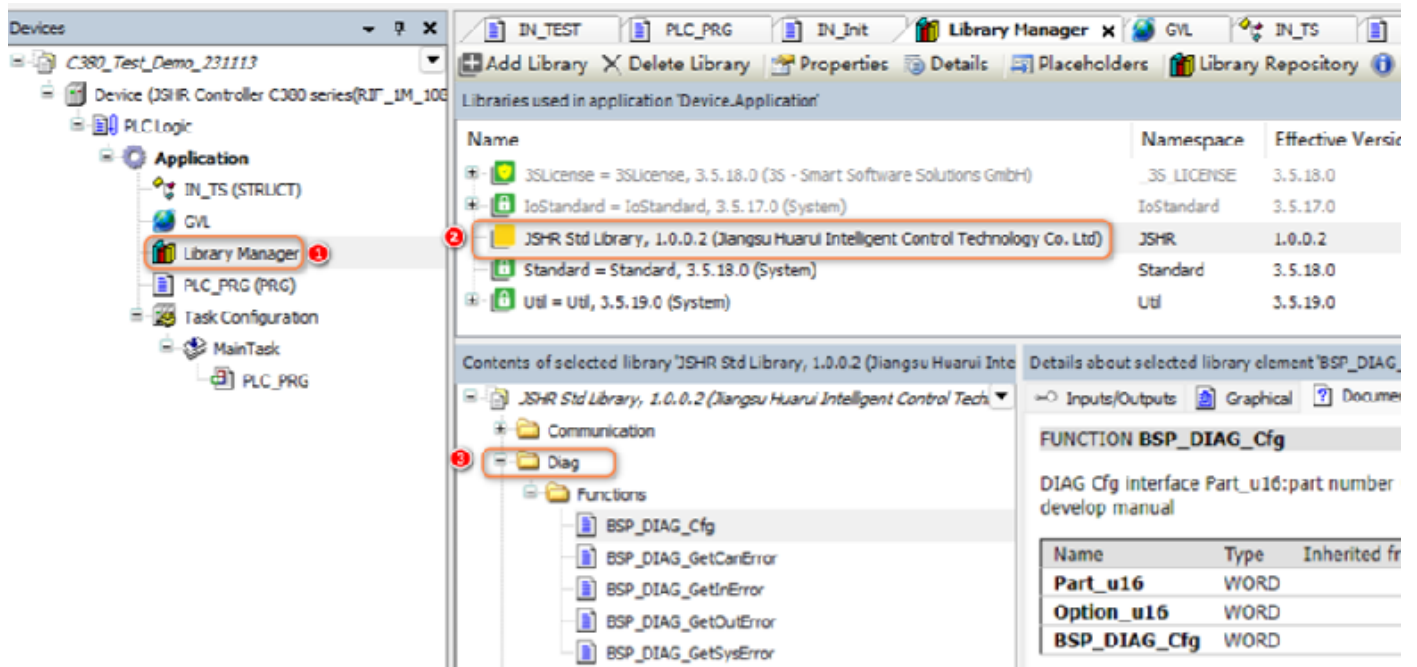 Devices
C380_Test_Demo_231113
Device (JSHR Controller C380 series(RIF_1M_108
PLC Logic
Application
IN_TS (STRUCT)
GVL
Library Manager 1
PLC_PRG (PRG)
Task Configuration
MainTask
PLC_PRG
IN_TEST PLC_PRG IN_Init Library Manager GVL IN_TS
Add Library Delete Library Properties Details Placeholders Library Repository
Libraries used in application 'Device.Application'
Name Namespace Effective Versio
3SLicense = 3SLicense, 3.5.18.0 (3S - Smart Software Solutions GmbH) _3S_LICENSE 3.5.18.0
IoStandard = IoStandard, 3.5.17.0 (System) IoStandard 3.5.17.0
2 JSHR Std Library, 1.0.0.2 (Jiangsu Huarui Intelligent Control Technology Co. Ltd) JSHR 1.0.0.2
Standard = Standard, 3.5.18.0 (System) Standard 3.5.18.0
Util = Util, 3.5.19.0 (System) Util 3.5.19.0
Contents of selected library 'JSHR Std Library, 1.0.0.2 (Jiangsu Huarui Inte
JSHR Std Library, 1.0.0.2 (Jiangsu Huarui Intelligent Control Tech
Communication
3 Diag
Functions
BSP_DIAG_Cfg
BSP_DIAG_GetCanError
BSP_DIAG_GetInError
BSP_DIAG_GetOutError
BSP_DIAG_GetSysError
Details about selected library element 'BSP_DIAG_
Inputs/Outputs Graphical Documen
FUNCTION BSP_DIAG_Cfg
DIAG Cfg interface Part_u16:part number
develop manual
Name Type Inherited fr
Part_u16 WORD
Option_u16 WORD
BSP_DIAG_Cfg WORD